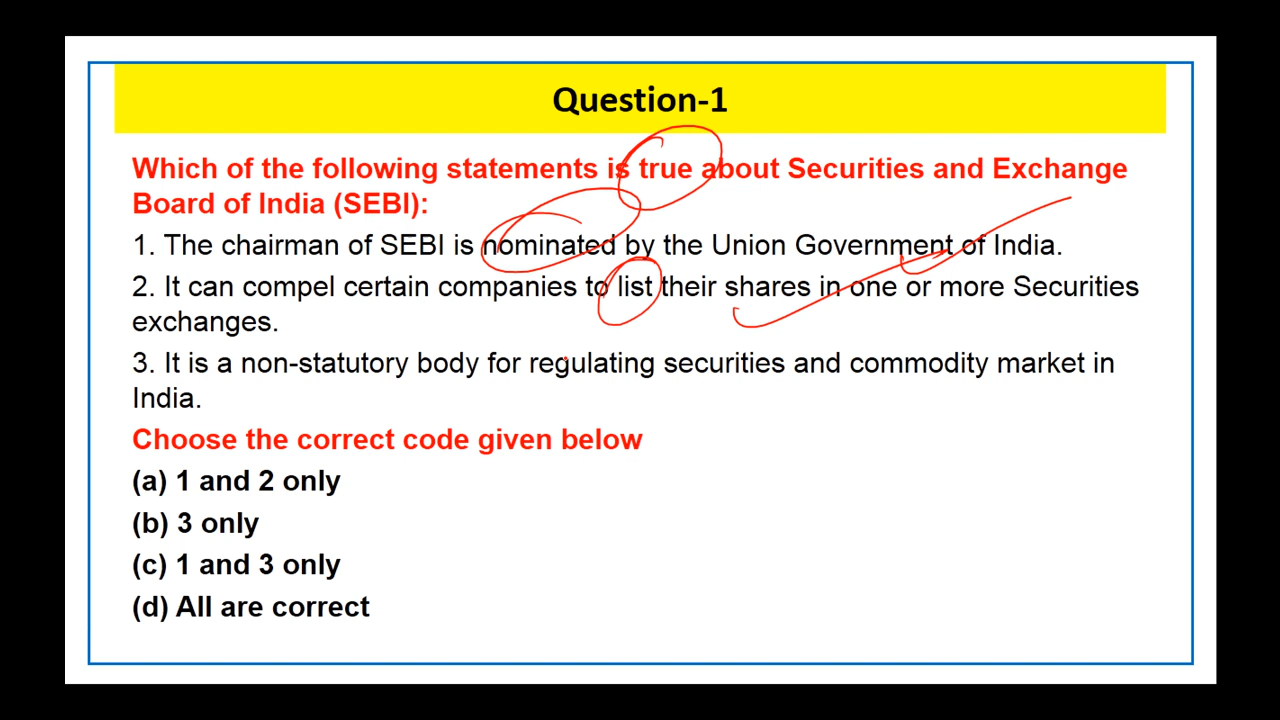 Question-1
Which of the following statements is true about Securities and Exchange
Board of India (SEBI):
1. The chairman of SEBI is nominated by the Union Government of India.
2. It can compel certain companies to list their shares in one or more Securities
exchanges.
3. It is a non-statutory body for regulating securities and commodity market in
India.
Choose the correct code given below
(a) 1 and 2 only
(b) 3 only
(c) 1 and 3 only
(d) All are correct